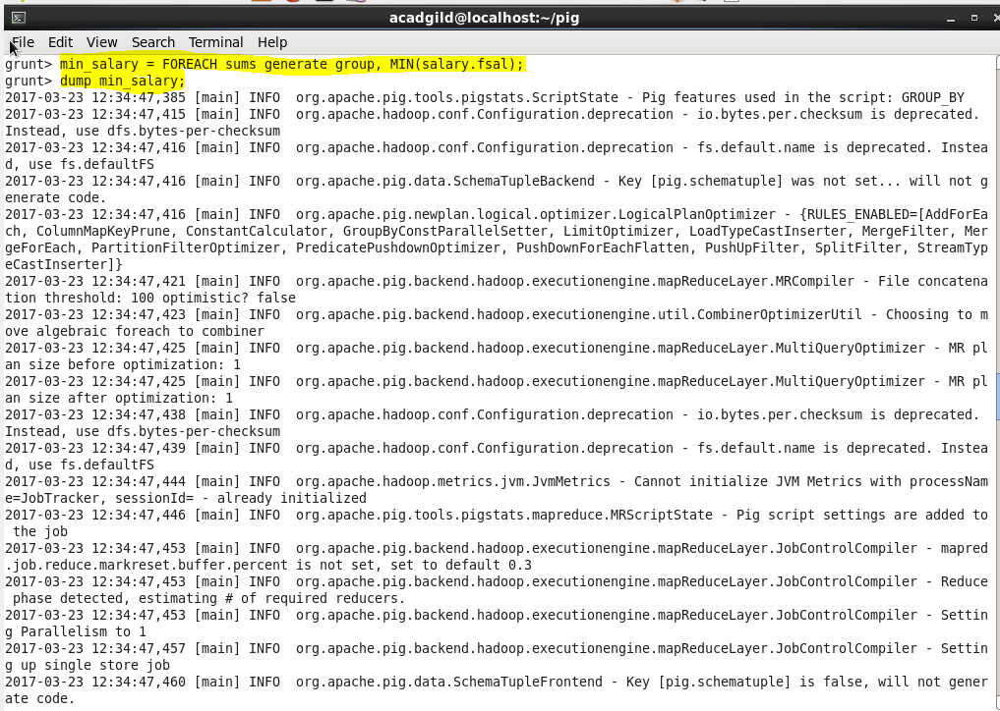 acadgild@localhost:~/pig
File Edit View Search Terminal Help
grunt> min_salary = FOREACH sums generate group, MIN(salary.fsal);
grunt> dump min_salary;
2017-03-23 12:34:47,385 [main] INFO  org.apache.pig.tools.pigstats.ScriptState - Pig features used in the script: GROUP_BY
2017-03-23 12:34:47,415 [main] INFO  org.apache.hadoop.conf.Configuration.deprecation - io.bytes.per.checksum is deprecated.
Instead, use dfs.bytes-per-checksum
2017-03-23 12:34:47,416 [main] INFO  org.apache.hadoop.conf.Configuration.deprecation - fs.default.name is deprecated. Instea
d, use fs.defaultFS
2017-03-23 12:34:47,416 [main] INFO  org.apache.pig.data.SchemaTupleBackend - Key [pig.schematuple] was not set... will not g
enerate code.
2017-03-23 12:34:47,416 [main] INFO  org.apache.pig.newplan.logical.optimizer.LogicalPlanOptimizer - {RULES_ENABLED=[AddForEa
ch, ColumnMapKeyPrune, ConstantCalculator, GroupByConstParallelSetter, LimitOptimizer, LoadTypeCastInserter, MergeFilter, Mer
geForEach, PartitionFilterOptimizer, PredicatePushdownOptimizer, PushDownForEachFlatten, PushUpFilter, SplitFilter, StreamTyp
eCastInserter]}
2017-03-23 12:34:47,421 [main] INFO  org.apache.pig.backend.hadoop.executionengine.mapReduceLayer.MRCompiler - File concatena
tion threshold: 100 optimistic? false
2017-03-23 12:34:47,423 [main] INFO  org.apache.pig.backend.hadoop.executionengine.util.CombinerOptimizerUtil - Choosing to m
ove algebraic foreach to combiner
2017-03-23 12:34:47,425 [main] INFO  org.apache.pig.backend.hadoop.executionengine.mapReduceLayer.MultiQueryOptimizer - MR pl
an size before optimization: 1
2017-03-23 12:34:47,425 [main] INFO  org.apache.pig.backend.hadoop.executionengine.mapReduceLayer.MultiQueryOptimizer - MR pl
an size after optimization: 1
2017-03-23 12:34:47,438 [main] INFO  org.apache.hadoop.conf.Configuration.deprecation - io.bytes.per.checksum is deprecated.
Instead, use dfs.bytes-per-checksum
2017-03-23 12:34:47,439 [main] INFO  org.apache.hadoop.conf.Configuration.deprecation - fs.default.name is deprecated. Instea
d, use fs.defaultFS
2017-03-23 12:34:47,444 [main] INFO  org.apache.hadoop.metrics.jvm.JvmMetrics - Cannot initialize JVM Metrics with processNam
e=JobTracker, sessionId= - already initialized
2017-03-23 12:34:47,446 [main] INFO  org.apache.pig.tools.pigstats.mapreduce.MRScriptState - Pig script settings are added to
the job
2017-03-23 12:34:47,453 [main] INFO  org.apache.pig.backend.hadoop.executionengine.mapReduceLayer.JobControlCompiler - mapred
.job.reduce.markreset.buffer.percent is not set, set to default 0.3
2017-03-23 12:34:47,453 [main] INFO  org.apache.pig.backend.hadoop.executionengine.mapReduceLayer.JobControlCompiler - Reduce
phase detected, estimating # of required reducers.
2017-03-23 12:34:47,453 [main] INFO  org.apache.pig.backend.hadoop.executionengine.mapReduceLayer.JobControlCompiler - Settin
g Parallelism to 1
2017-03-23 12:34:47,457 [main] INFO  org.apache.pig.backend.hadoop.executionengine.mapReduceLayer.JobControlCompiler - Settin
g up single store job
2017-03-23 12:34:47,460 [main] INFO  org.apache.pig.data.SchemaTupleFrontend - Key [pig.schematuple] is false, will not gener
ate code.